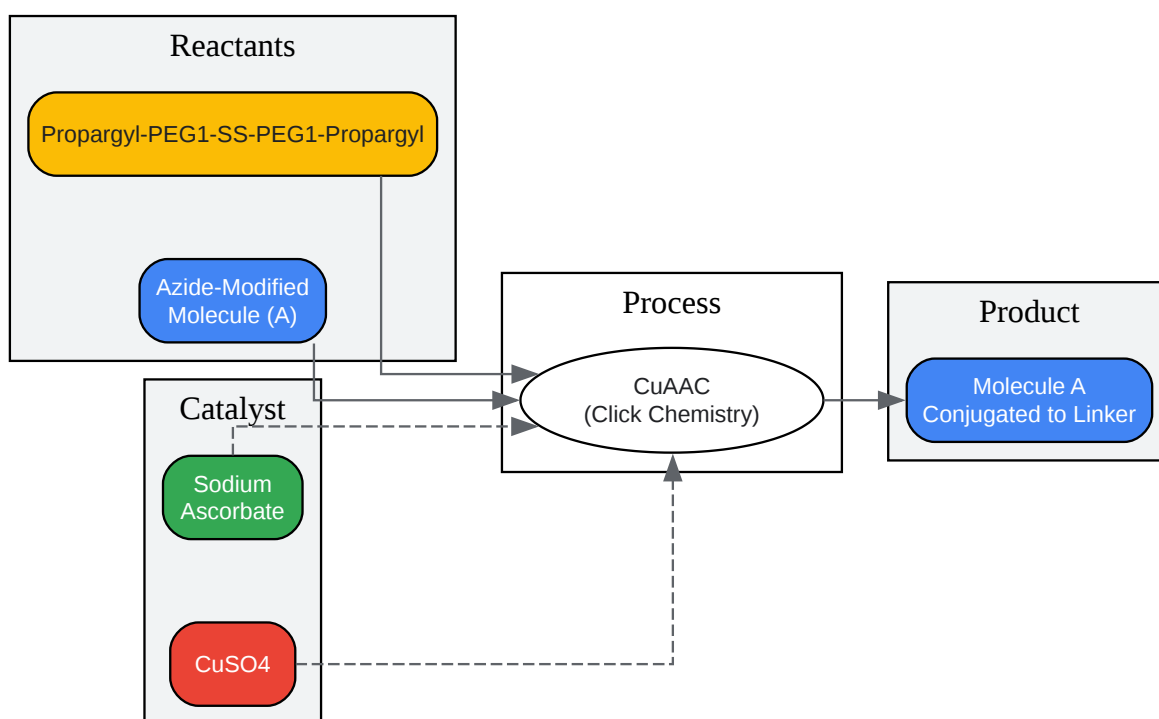 Reactants
Propargyl-PEG1-SS-PEG1-Propargyl
Azide-Modified
Molecule (A)
Catalyst
Sodium
Ascorbate
CuSO4
Process
CuAAC
(Click Chemistry)
Product
Molecule A
Conjugated to Linker